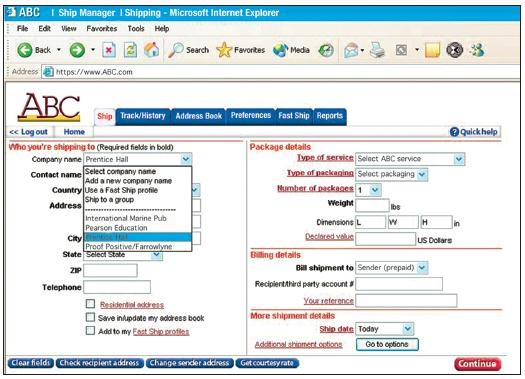 ABC | Ship Manager | Shipping - Microsoft Internet Explorer
File Edit View Favorites Tools Help
Back Search Favorites Media
Address https://www.ABC.com
ABC
Ship Track/History Address Book Preferences Fast Ship Reports
<< Log out Home Quick help
Who you're shipping to (Required fields in bold)
Company name Prentice Hall
Select company name
Add a new company name
Use a Fast Ship profile
Ship to a group
International Marine Pub
Pearson Education
Prentice Hall
Proof Positive/Farrowlyne
Contact name
Country
Address
City
State Select State
ZIP
Telephone
Residential address
Save in/update my address book
Add to my Fast Ship profiles
Package details
Type of service Select ABC service
Type of packaging Select packaging
Number of packages 1
Weight lbs
Dimensions L W H in
Declared value US Dollars
Billing details
Bill shipment to Sender (prepaid)
Recipient/third party account #
Your reference
More shipment details
Ship date Today
Additional shipment options Go to options
Clear fields Check recipient address Change sender address Get courtesy rate Continue